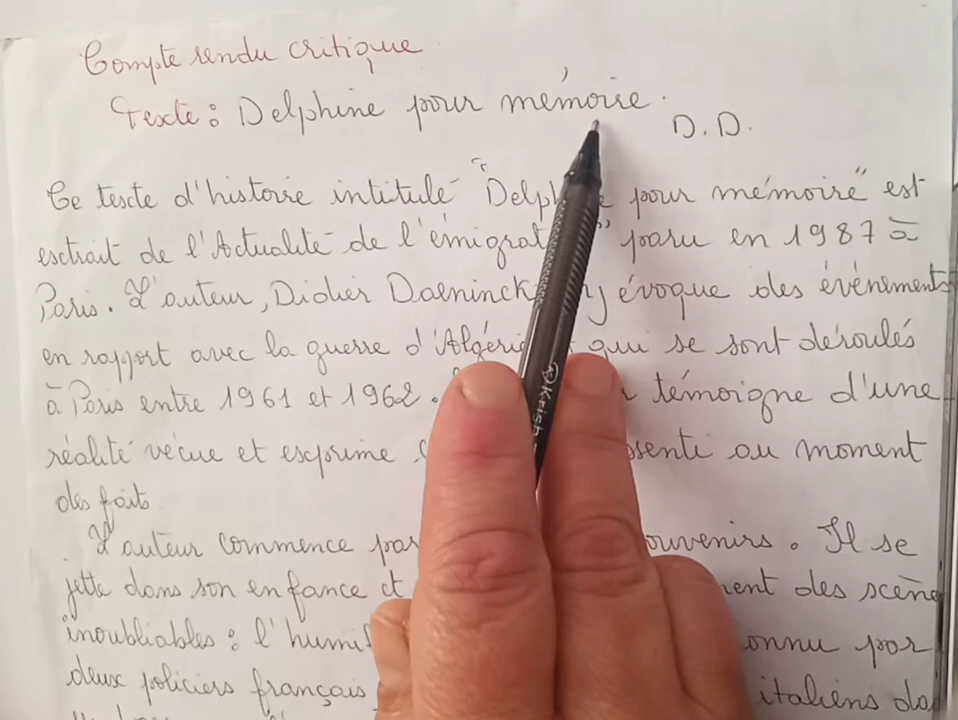 Compte rendu critique
Texte : Delphine pour mémoire.
D.D.
Ce texte d'histoire intitulé "Delph pour mémoire" est
extrait de l'Actualité de l'émigrat" paru en 1987 à
Paris. L'auteur, Didier Daeninck y évoque des événements
en rapport avec la guerre d'Algérie qui se sont déroulés
à Paris entre 1961 et 1962. témoigne d'une
réalité vécue et exprime ssenti au moment
des faits
L'auteur commence par ouvenirs. Il se
jette dans son enfance et ment des scène
inoubliables : l'humil connu par
deux policiers français italiens da
Krish